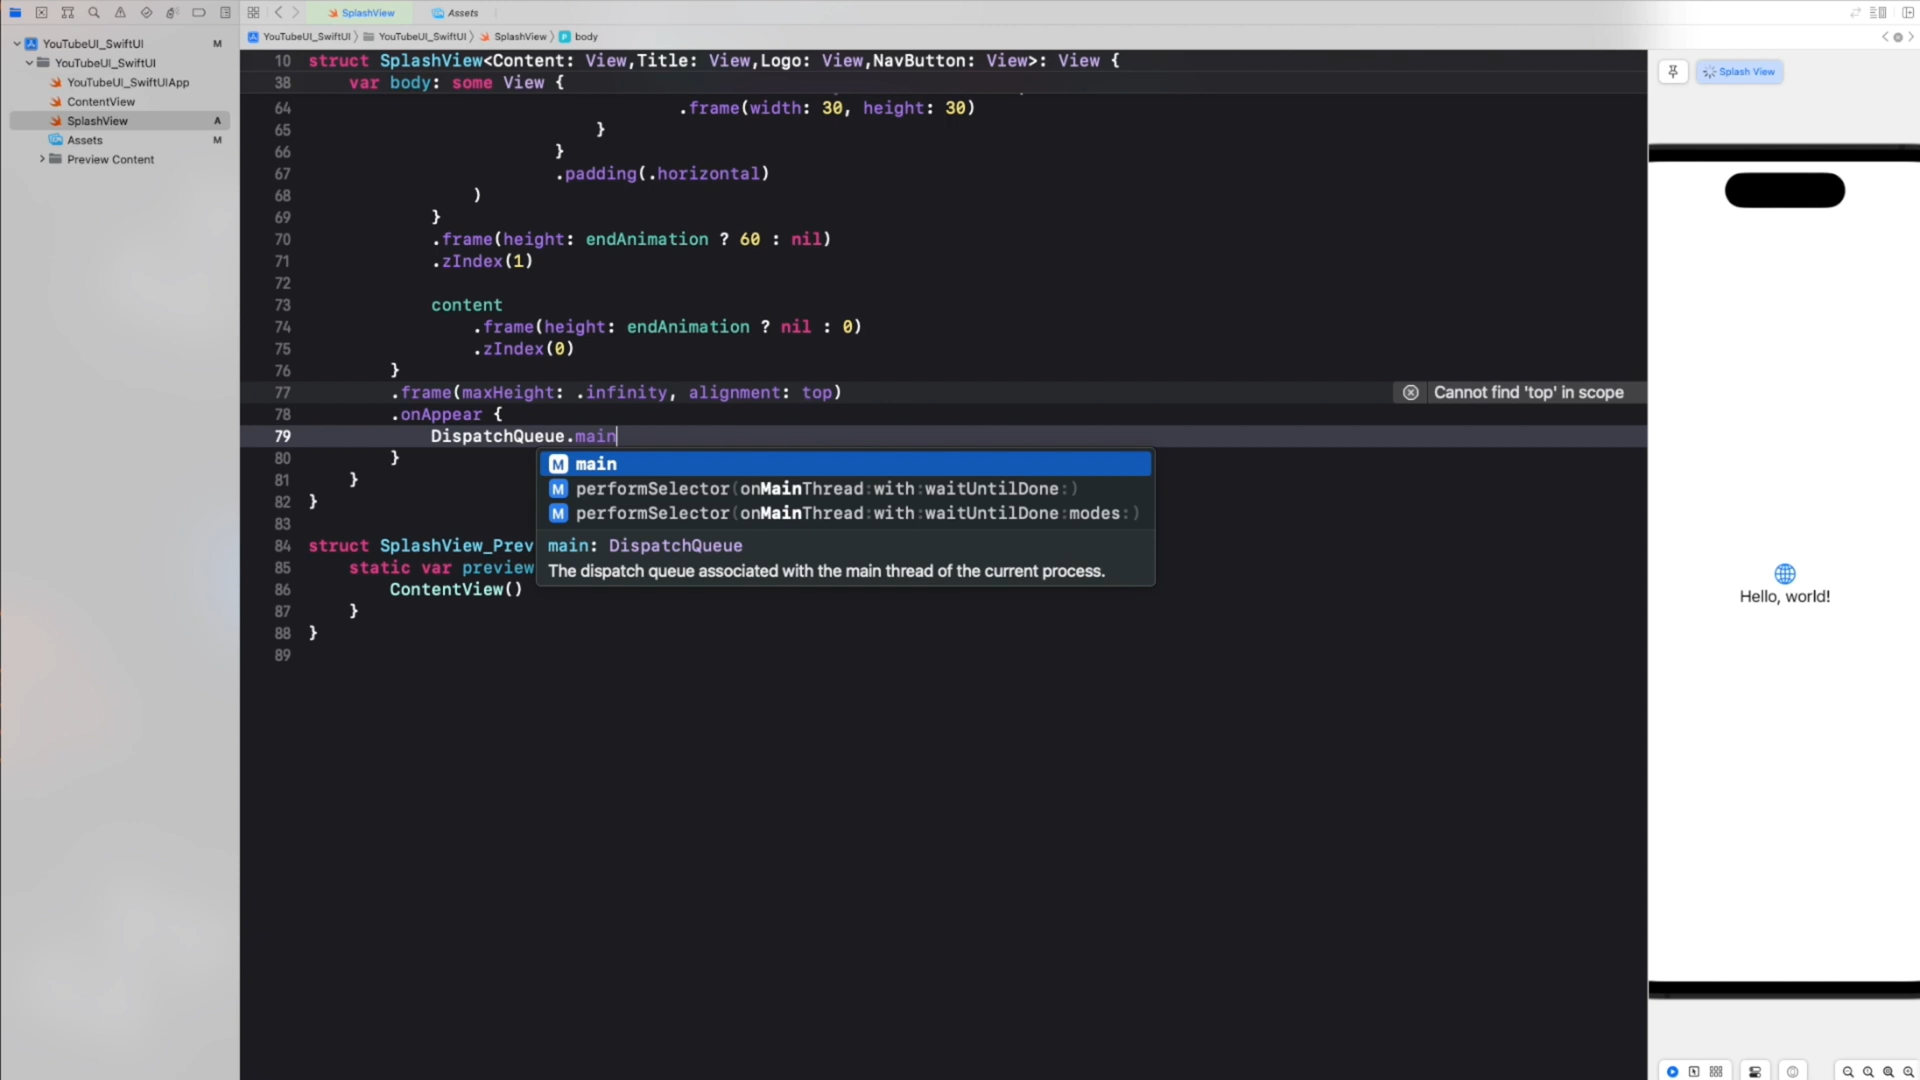 SplashView
Assets
YouTubeUI_SwiftUI M
YouTubeUI_SwiftUI
YouTubeUI_SwiftUIApp
ContentView
SplashView A
Assets M
Preview Content
YouTubeUI_SwiftUI YouTubeUI_SwiftUI SplashView body
10 struct SplashView<Content: View,Title: View,Logo: View,NavButton: View>: View {
38 var body: some View {
64 .frame(width: 30, height: 30)
65 }
66 }
67 .padding(.horizontal)
68 )
69 }
70 .frame(height: endAnimation ? 60 : nil)
71 .zIndex(1)
72
73 content
74 .frame(height: endAnimation ? nil : 0)
75 .zIndex(0)
76 }
77 .frame(maxHeight: .infinity, alignment: top) Cannot find 'top' in scope
78 .onAppear {
79 DispatchQueue.main
80 }
81 }
82 }
83
84 struct SplashView_Prev
85 static var preview
86 ContentView()
87 }
88 }
89
M main
M performSelector(onMainThread:with:waitUntilDone:)
M performSelector(onMainThread:with:waitUntilDone:modes:)
main: DispatchQueue
The dispatch queue associated with the main thread of the current process.
Splash View
Hello, world!